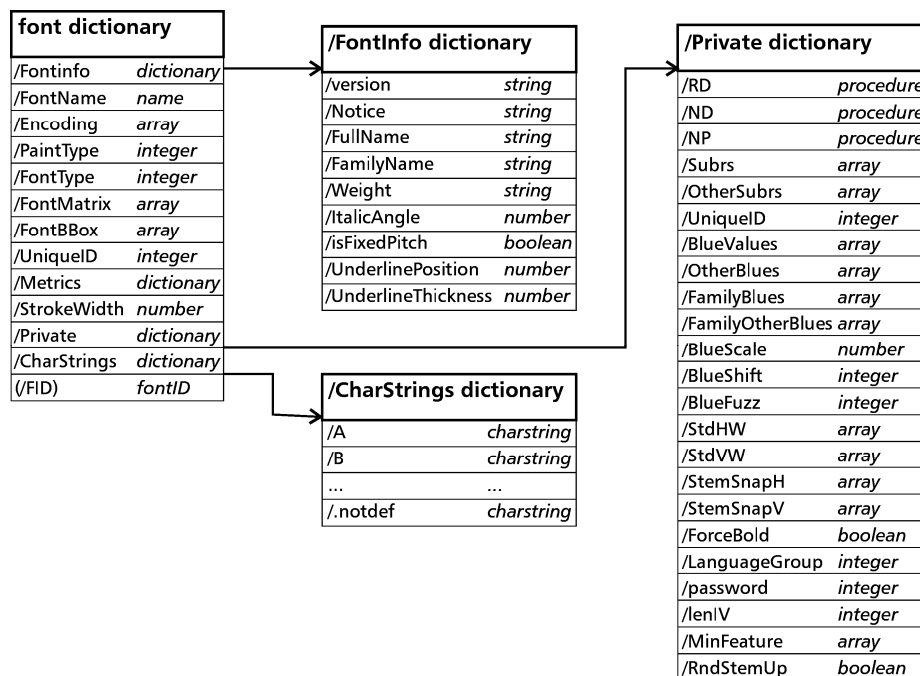 font dictionary
/Fontinfo dictionary
/FontName name
/Encoding array
/PaintType integer
/FontType integer
/FontMatrix array
/FontBBox array
/UniqueID integer
/Metrics dictionary
/StrokeWidth number
/Private dictionary
/CharStrings dictionary
(/FID) fontID
/FontInfo dictionary
/version string
/Notice string
/FullName string
/FamilyName string
/Weight string
/ItalicAngle number
/isFixedPitch boolean
/UnderlinePosition number
/UnderlineThickness number
/CharStrings dictionary
/A charstring
/B charstring
... ...
/.notdef charstring
/Private dictionary
/RD procedure
/ND procedure
/NP procedure
/Subrs array
/OtherSubrs array
/UniqueID integer
/BlueValues array
/OtherBlues array
/FamilyBlues array
/FamilyOtherBlues array
/BlueScale number
/BlueShift integer
/BlueFuzz integer
/StdHW array
/StdVW array
/StemSnapH array
/StemSnapV array
/ForceBold boolean
/LanguageGroup integer
/password integer
/lenIV integer
/MinFeature array
/RndStemUp boolean